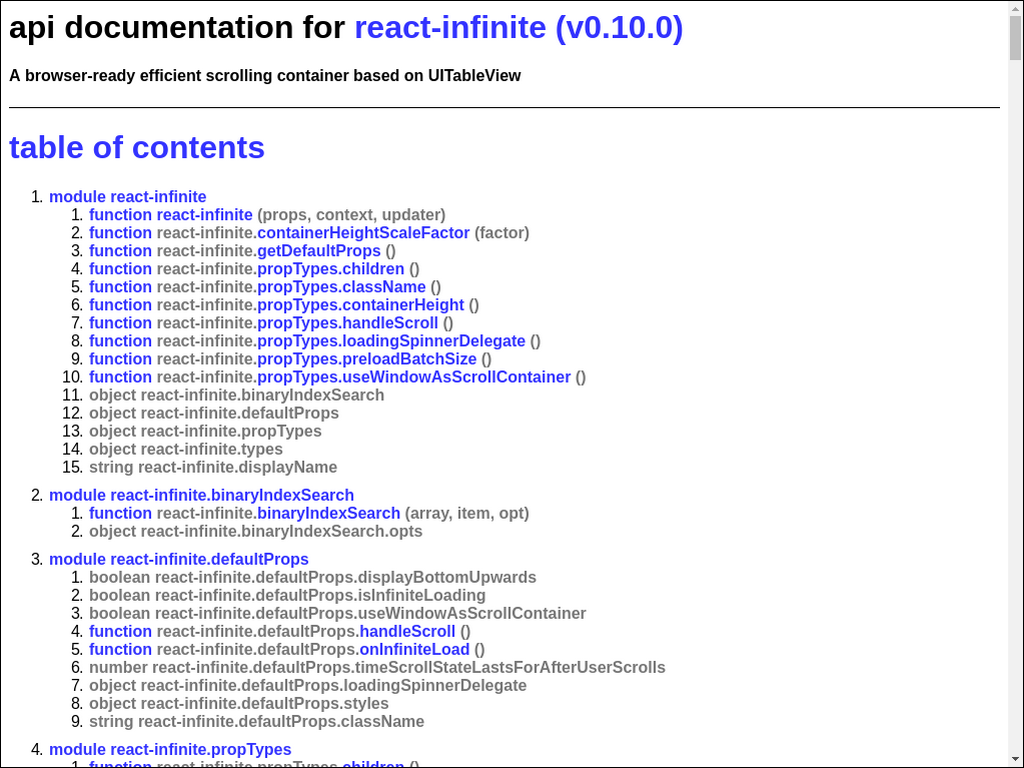 api documentation for react-infinite (v0.10.0)
A browser-ready efficient scrolling container based on UITableView
table of contents
1. module react-infinite
1. function react-infinite (props, context, updater)
2. function react-infinite.containerHeightScaleFactor (factor)
3. function react-infinite.getDefaultProps ()
4. function react-infinite.propTypes.children ()
5. function react-infinite.propTypes.className ()
6. function react-infinite.propTypes.containerHeight ()
7. function react-infinite.propTypes.handleScroll ()
8. function react-infinite.propTypes.loadingSpinnerDelegate ()
9. function react-infinite.propTypes.preloadBatchSize ()
10. function react-infinite.propTypes.useWindowAsScrollContainer ()
11. object react-infinite.binaryIndexSearch
12. object react-infinite.defaultProps
13. object react-infinite.propTypes
14. object react-infinite.types
15. string react-infinite.displayName
2. module react-infinite.binaryIndexSearch
1. function react-infinite.binaryIndexSearch (array, item, opt)
2. object react-infinite.binaryIndexSearch.opts
3. module react-infinite.defaultProps
1. boolean react-infinite.defaultProps.displayBottomUpwards
2. boolean react-infinite.defaultProps.isInfiniteLoading
3. boolean react-infinite.defaultProps.useWindowAsScrollContainer
4. function react-infinite.defaultProps.handleScroll ()
5. function react-infinite.defaultProps.onInfiniteLoad ()
6. number react-infinite.defaultProps.timeScrollStateLastsForAfterUserScrolls
7. object react-infinite.defaultProps.loadingSpinnerDelegate
8. object react-infinite.defaultProps.styles
9. string react-infinite.defaultProps.className
4. module react-infinite.propTypes
1. function react-infinite.propTypes.children ()